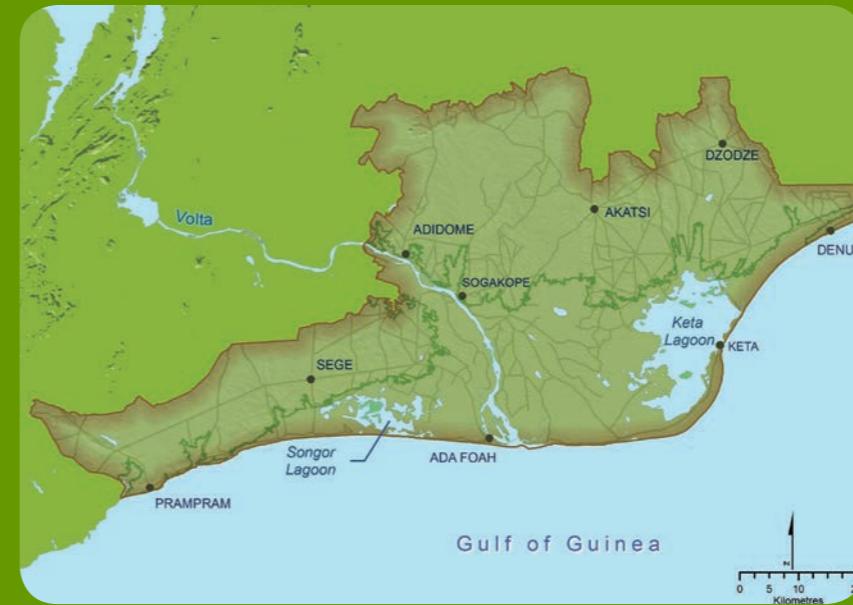 DZODZE
AKATSI
Volta
ADIDOME
DENU
SOGAKOPE
Keta
Lagoon
KETA
SEGE
ADA FOAH
Songor
Lagoon
PRAMPRAM
Gulf of Guinea
N
0 5 10
Kilometres